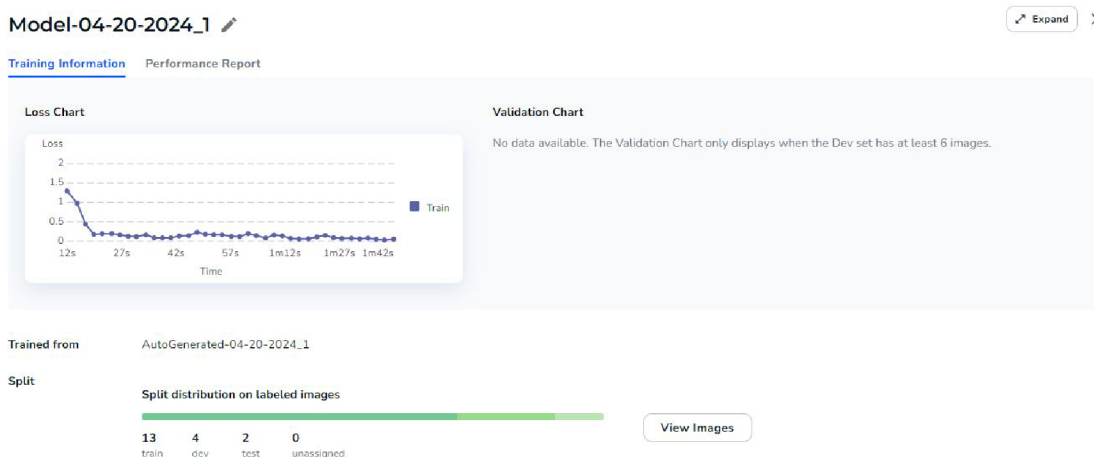 Model-04-20-2024_1
Expand
Training Information Performance Report
Loss Chart
Loss
2
1.5
1
0.5
0
12s 27s 42s 57s 1m12s 1m27s 1m42s
Time
Train
Validation Chart
No data available. The Validation Chart only displays when the Dev set has at least 6 images.
Trained from AutoGenerated-04-20-2024_1
Split
Split distribution on labeled images
13 4 2 0
train dev test unassigned
View Images